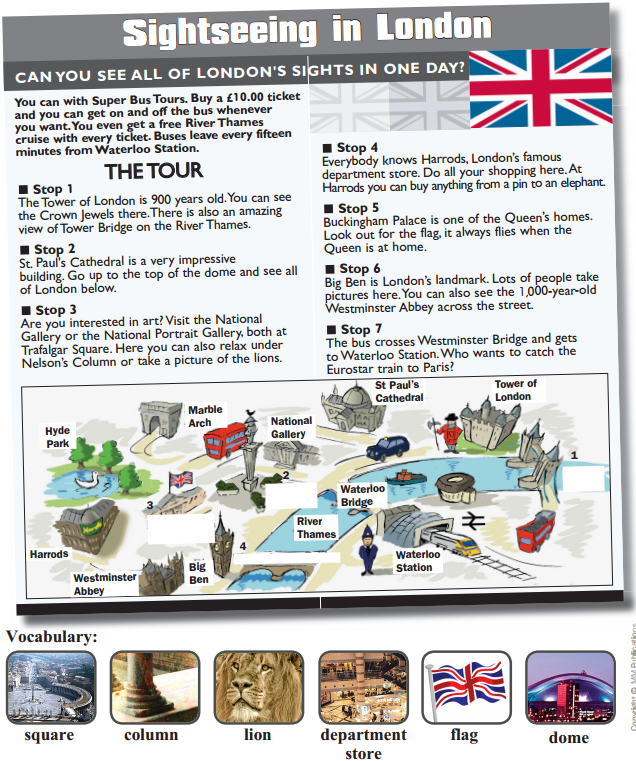 Sightseeing in London
CAN YOU SEE ALL OF LONDON'S SIGHTS IN ONE DAY?
You can with Super Bus Tours. Buy a £10.00 ticket
and you can get on and off the bus whenever
you want. You even get a free River Thames
cruise with every ticket. Buses leave every fifteen
minutes from Waterloo Station.
THE TOUR
■ Stop 1
The Tower of London is 900 years old. You can see
the Crown Jewels there. There is also an amazing
view of Tower Bridge on the River Thames.
■ Stop 2
St. Paul's Cathedral is a very impressive
building. Go up to the top of the dome and see all
of London below.
■ Stop 3
Are you interested in art? Visit the National
Gallery or the National Portrait Gallery, both at
Trafalgar Square. Here you can also relax under
Nelson's Column or take a picture of the lions.
■ Stop 4
Everybody knows Harrods, London's famous
department store. Do all your shopping here. At
Harrods you can buy anything from a pin to an elephant.
■ Stop 5
Buckingham Palace is one of the Queen's homes.
Look out for the flag, it always flies when the
Queen is at home.
■ Stop 6
Big Ben is London's landmark. Lots of people take
pictures here. You can also see the 1,000-year-old
Westminster Abbey across the street.
■ Stop 7
The bus crosses Westminster Bridge and gets
to Waterloo Station. Who wants to catch the
Eurostar train to Paris?
St Paul's
Cathedral
Tower of
London
Marble
Arch
National
Gallery
Hyde
Park
1
2
Waterloo
Bridge
3
River
Thames
4
Harrods
Westminster
Abbey
Big
Ben
Waterloo
Station
Vocabulary:
square
column
lion
department
store
flag
dome
Copyright © MM Publications